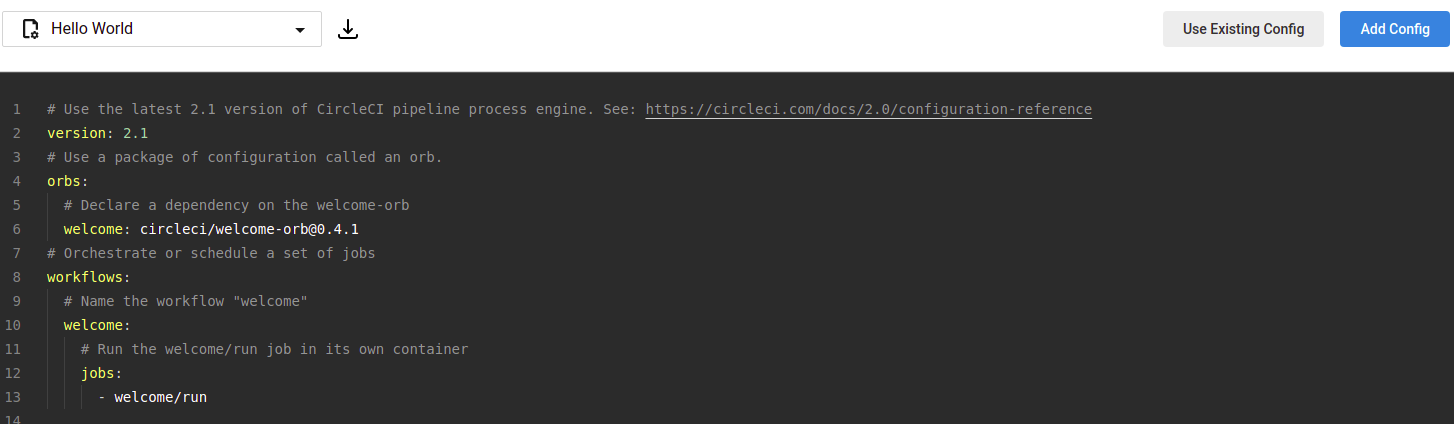 Hello World
Use Existing Config
Add Config
1 # Use the latest 2.1 version of CircleCI pipeline process engine. See: https://circleci.com/docs/2.0/configuration-reference
2 version: 2.1
3 # Use a package of configuration called an orb.
4 orbs:
5 # Declare a dependency on the welcome-orb
6 welcome: circleci/welcome-orb@0.4.1
7 # Orchestrate or schedule a set of jobs
8 workflows:
9 # Name the workflow "welcome"
10 welcome:
11 # Run the welcome/run job in its own container
12 jobs:
13 - welcome/run
14